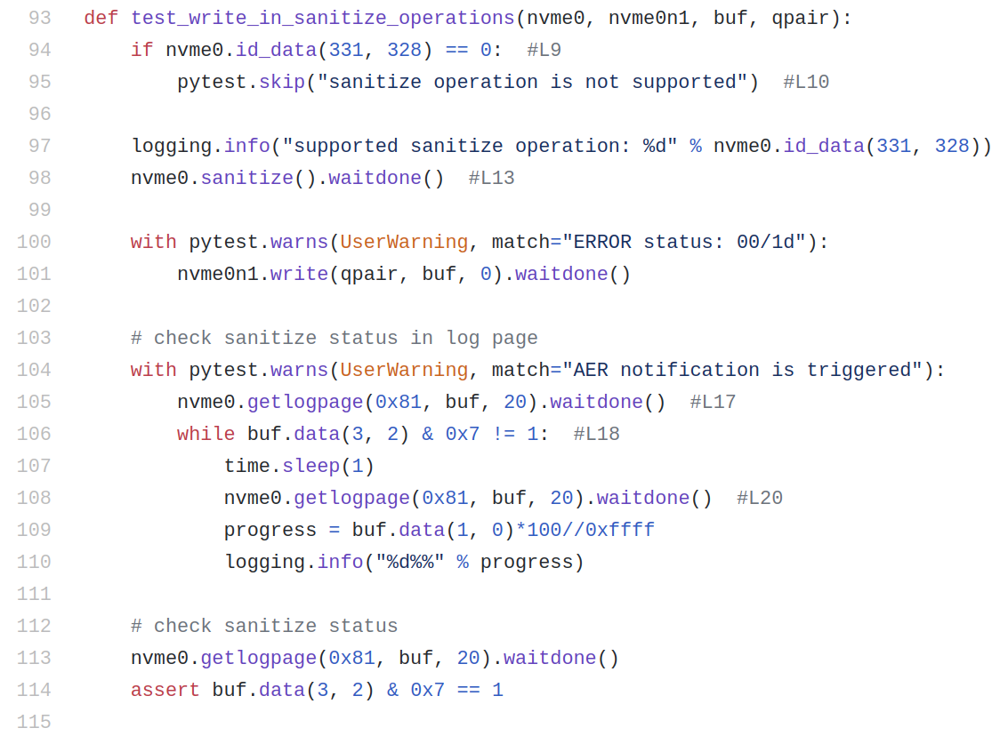 93 def test_write_in_sanitize_operations(nvme0, nvme0n1, buf, qpair):
94     if nvme0.id_data(331, 328) == 0:  #L9
95         pytest.skip("sanitize operation is not supported")  #L10
96
97     logging.info("supported sanitize operation: %d" % nvme0.id_data(331, 328))
98     nvme0.sanitize().waitdone()  #L13
99
100     with pytest.warns(UserWarning, match="ERROR status: 00/1d"):
101         nvme0n1.write(qpair, buf, 0).waitdone()
102
103     # check sanitize status in log page
104     with pytest.warns(UserWarning, match="AER notification is triggered"):
105         nvme0.getlogpage(0x81, buf, 20).waitdone()  #L17
106         while buf.data(3, 2) & 0x7 != 1:  #L18
107             time.sleep(1)
108             nvme0.getlogpage(0x81, buf, 20).waitdone()  #L20
109             progress = buf.data(1, 0)*100//0xffff
110             logging.info("%d%%" % progress)
111
112     # check sanitize status
113     nvme0.getlogpage(0x81, buf, 20).waitdone()
114     assert buf.data(3, 2) & 0x7 == 1
115